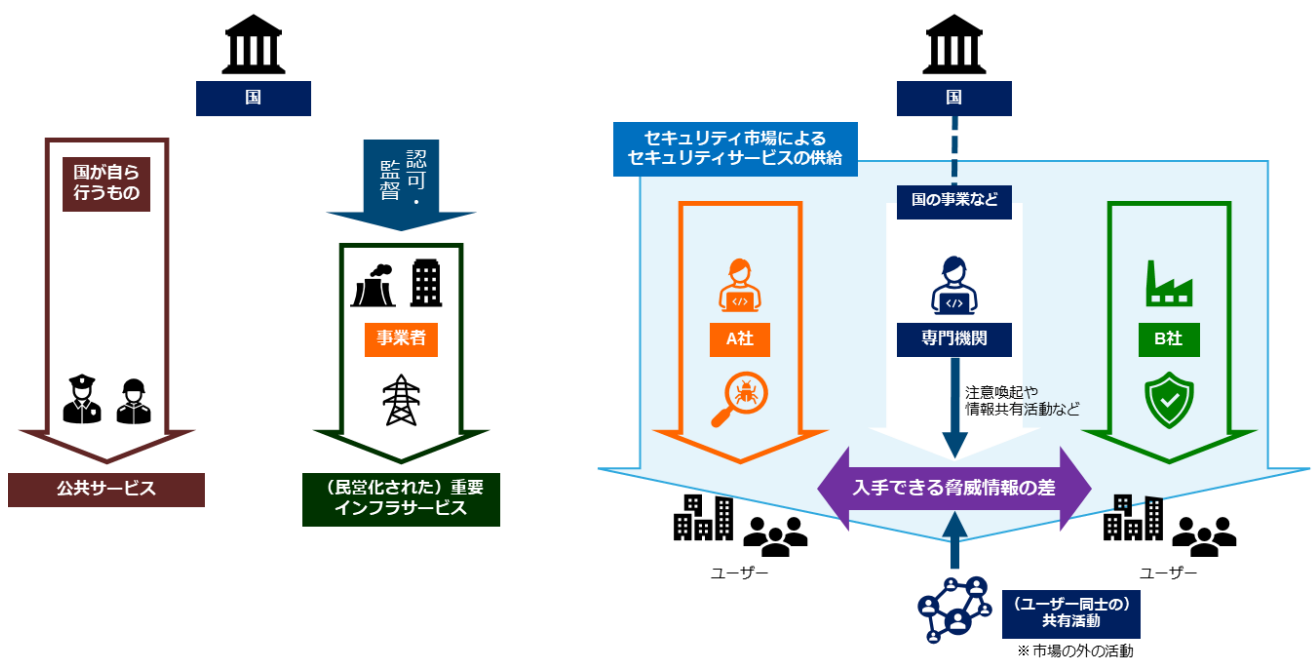 国
国が自ら
行うもの
認可・
監督
事業者
公共サービス
（民営化された）重要
インフラサービス
国
セキュリティ市場による
セキュリティサービスの供給
国の事業など
A社
</>
専門機関
</>
B社
注意喚起や
情報共有活動など
入手できる脅威情報の差
ユーザー
ユーザー
（ユーザー同士の）
共有活動
※ 市場の外の活動